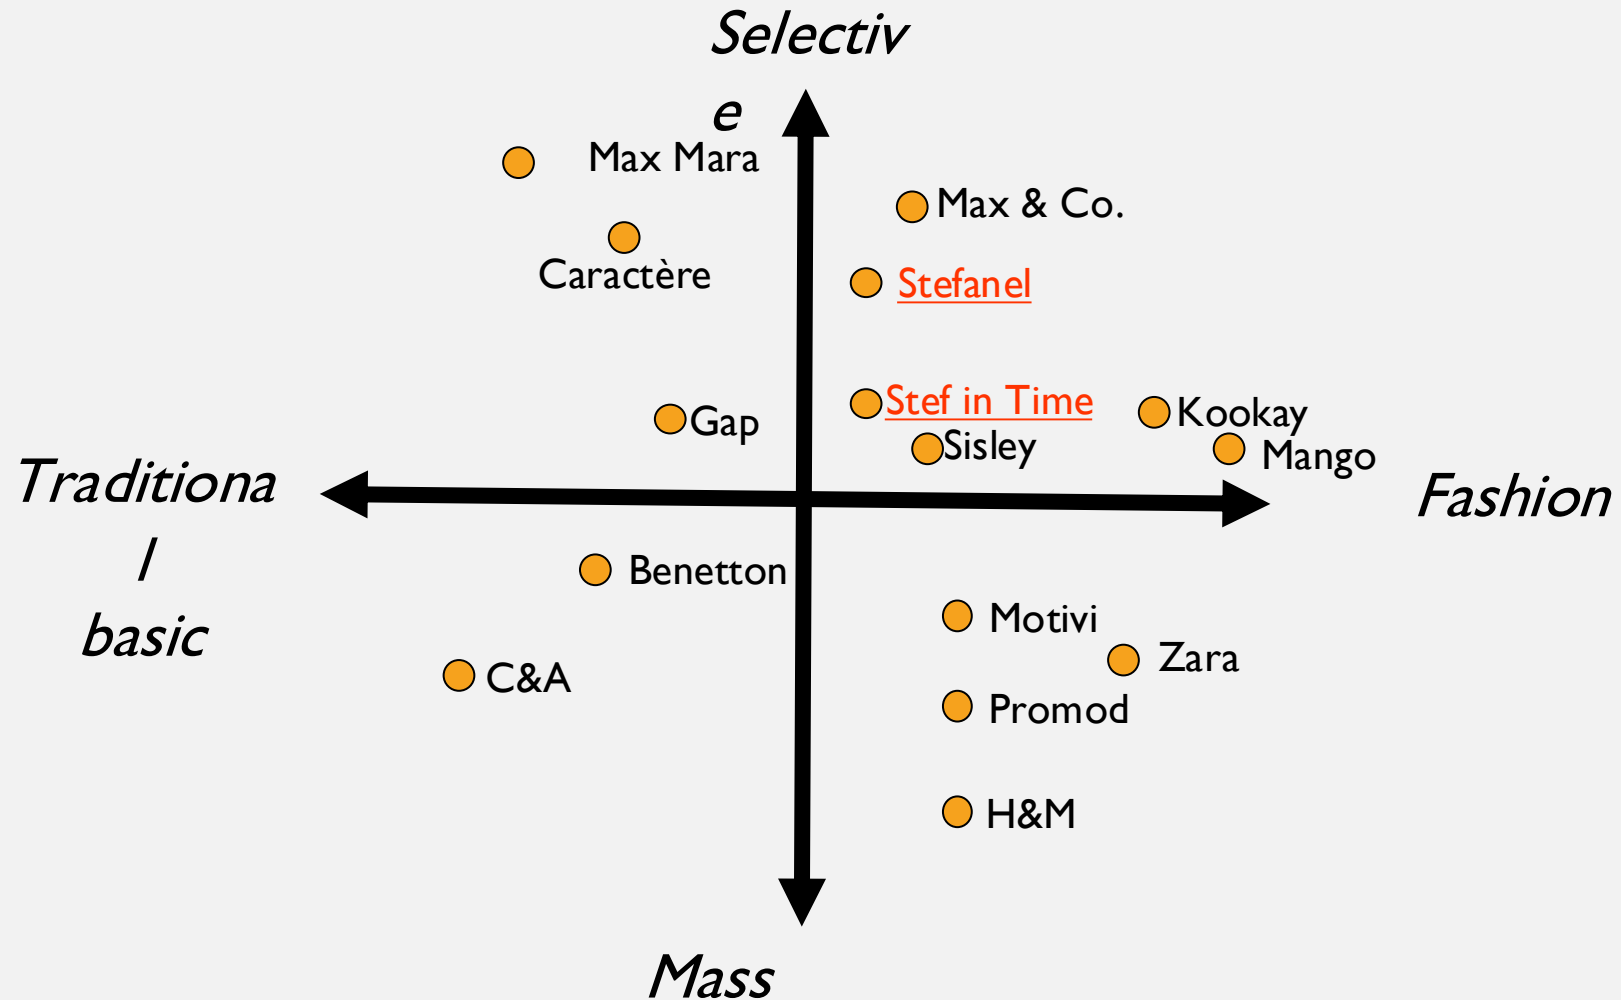 Selectiv
e
Max Mara
Max & Co.
Caractère
Stefanel
Stef in Time
Kookay
Gap
Sisley
Mango
Traditiona
l
basic
Fashion
Benetton
Motivi
Zara
C&A
Promod
H&M
Mass